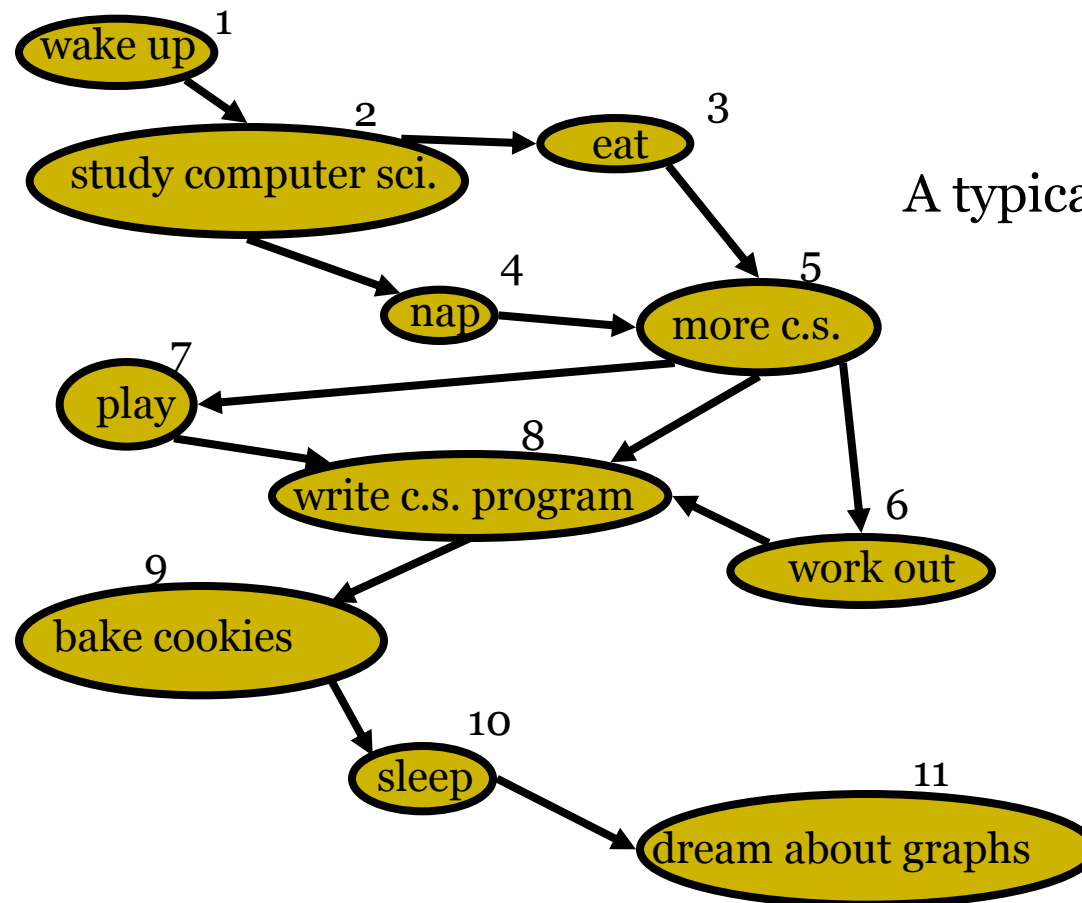 wake up
1
study computer sci.
2
eat
3
A typica
nap
4
more c.s.
5
play
7
write c.s. program
8
work out
6
bake cookies
9
sleep
10
dream about graphs
11